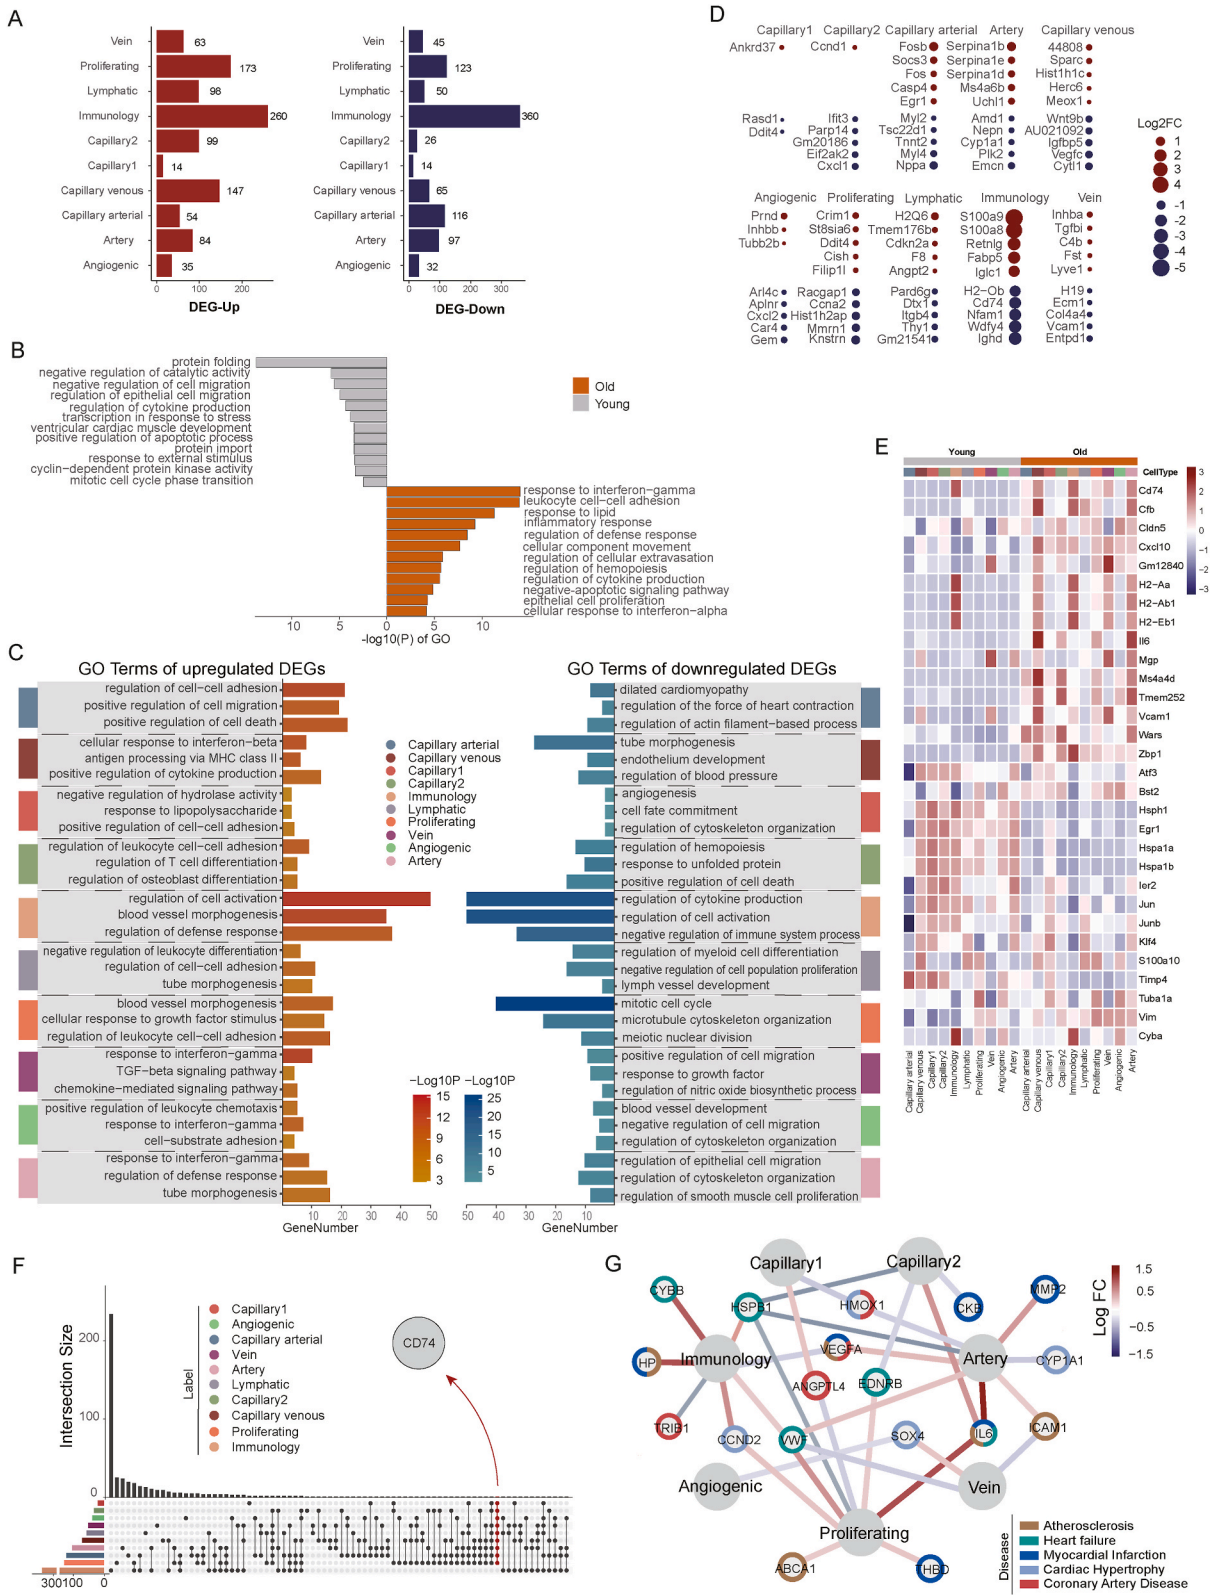 A
Vein 63
Proliferating 173
Lymphatic 98
Immunology 260
Capillary2 99
Capillary1 14
Capillary venous 147
Capillary arterial 54
Artery 84
Angiogenic 35
0 100 200
DEG-Up
Vein 45
Proliferating 123
Lymphatic 50
Immunology 360
Capillary2 26
Capillary1 14
Capillary venous 65
Capillary arterial 116
Artery 97
Angiogenic 32
0 100 200 300
DEG-Down
D
Capillary1 Capillary2 Capillary arterial Artery Capillary venous
Ankrd37 Ccnd1 Fosb Serpina1b 44808
Socs3 Serpina1e Sparc
Fos Serpina1d Hist1h1c
Casp4 Ms4a6b Herc6
Egr1 Uchl1 Meox1
Rasd1 Ifit3 Myl2 Amd1 Wnt9b
Ddit4 Parp14 Tsc22d1 Nepn AU021092
Gm20186 Tnnt2 Cyp1a1 Igfbp5
Eif2ak2 Myl4 Plk2 Vegfc
Cxcl1 Nppa Emcn Cytl1
Log2FC
1
2
3
4
-1
-2
-3
-4
-5
Angiogenic Proliferating Lymphatic Immunology Vein
Prnd Crim1 H2Q6 S100a9 Inhba
Inhbb St8sia6 Tmem176b S100a8 Tgfbi
Tubb2b Ddit4 Cdkn2a Retnlg C4b
Cish F8 Fabp5 Fst
Filip1l Angpt2 Iglc1 Lyve1
Arl4c Racgap1 Pard6g H2-Ob H19
Aplnr Ccna2 Dtx1 Cd74 Ecm1
Cxcl2 Hist1h2ap Itgb4 Nfam1 Col4a4
Car4 Mmrn1 Thy1 Wdfy4 Vcam1
Gem Knstrn Gm21541 Ighd Entpd1
B
protein folding
negative regulation of catalytic activity
negative regulation of cell migration
regulation of epithelial cell migration
regulation of cytokine production
transcription in response to stress
ventricular cardiac muscle development
positive regulation of apoptotic process
protein import
response to external stimulus
cyclin-dependent protein kinase activity
mitotic cell cycle phase transition
response to interferon-gamma
leukocyte cell-cell adhesion
response to lipid
inflammatory response
regulation of defense response
cellular component movement
regulation of cellular extravasation
regulation of hemopoiesis
regulation of cytokine production
negative-apoptotic signaling pathway
epithelial cell proliferation
cellular response to interferon-alpha
10 5 0 5 10
-log10(P) of GO
Old
Young
E
Young Old
CellType
Cd74
Cfb
Cldn5
Cxcl10
Gm12840
H2-Aa
H2-Ab1
H2-Eb1
Il6
Mgp
Ms4a4d
Tmem252
Vcam1
Wars
Zbp1
Atf3
Bst2
Hsph1
Egr1
Hspa1a
Hspa1b
Ier2
Jun
Junb
Klf4
S100a10
Timp4
Tuba1a
Vim
Cyba
3
2
1
0
-1
-2
-3
Capillary arterial
Capillary venous
Capillary1
Capillary2
Immunology
Lymphatic
Proliferating
Vein
Angiogenic
Artery
Capillary arterial
Capillary venous
Capillary1
Capillary2
Immunology
Lymphatic
Proliferating
Vein
Angiogenic
Artery
C
GO Terms of upregulated DEGs
regulation of cell-cell adhesion
positive regulation of cell migration
positive regulation of cell death
cellular response to interferon-beta
antigen processing via MHC class II
positive regulation of cytokine production
negative regulation of hydrolase activity
response to lipopolysaccharide
positive regulation of cell-cell adhesion
regulation of leukocyte cell-cell adhesion
regulation of T cell differentiation
regulation of osteoblast differentiation
regulation of cell activation
blood vessel morphogenesis
regulation of defense response
negative regulation of leukocyte differentiation
regulation of cell-cell adhesion
tube morphogenesis
blood vessel morphogenesis
cellular response to growth factor stimulus
regulation of leukocyte cell-cell adhesion
response to interferon-gamma
TGF-beta signaling pathway
chemokine-mediated signaling pathway
positive regulation of leukocyte chemotaxis
response to interferon-gamma
cell-substrate adhesion
response to interferon-gamma
regulation of defense response
tube morphogenesis
10 20 30 40 50
GeneNumber
Capillary arterial
Capillary venous
Capillary1
Capillary2
Immunology
Lymphatic
Proliferating
Vein
Angiogenic
Artery
-Log10P -Log10P
15 25
12 20
9 15
6 10
3 5
GO Terms of downregulated DEGs
dilated cardiomyopathy
regulation of the force of heart contraction
regulation of actin filament-based process
tube morphogenesis
endothelium development
regulation of blood pressure
angiogenesis
cell fate commitment
regulation of cytoskeleton organization
regulation of hemopoiesis
response to unfolded protein
positive regulation of cell death
regulation of cytokine production
regulation of cell activation
negative regulation of immune system process
regulation of myeloid cell differentiation
negative regulation of cell population proliferation
lymph vessel development
mitotic cell cycle
microtubule cytoskeleton organization
meiotic nuclear division
positive regulation of cell migration
response to growth factor
regulation of nitric oxide biosynthetic process
blood vessel development
negative regulation of cell migration
regulation of cytoskeleton organization
regulation of epithelial cell migration
regulation of cytoskeleton organization
regulation of smooth muscle cell proliferation
50 40 30 20 10
GeneNumber
F
Intersection Size
200
100
0
Label
Capillary1
Angiogenic
Capillary arterial
Vein
Artery
Lymphatic
Capillary2
Capillary venous
Proliferating
Immunology
CD74
300 100 0
G
Capillary1
Capillary2
CYBB
HSPB1
HMOX1
CKB
MMP2
HP
Immunology
VEGFA
Artery
CYP1A1
ANGPTL4
EDNRB
TRIB1
CCND2
VWF
SOX4
IL6
ICAM1
Angiogenic
Vein
Proliferating
ABCA1
THBD
Log FC
1.5
0.5
-0.5
-1.5
Disease
Atherosclerosis
Heart failure
Myocardial Infarction
Cardiac Hypertrophy
Coronary Artery Disease